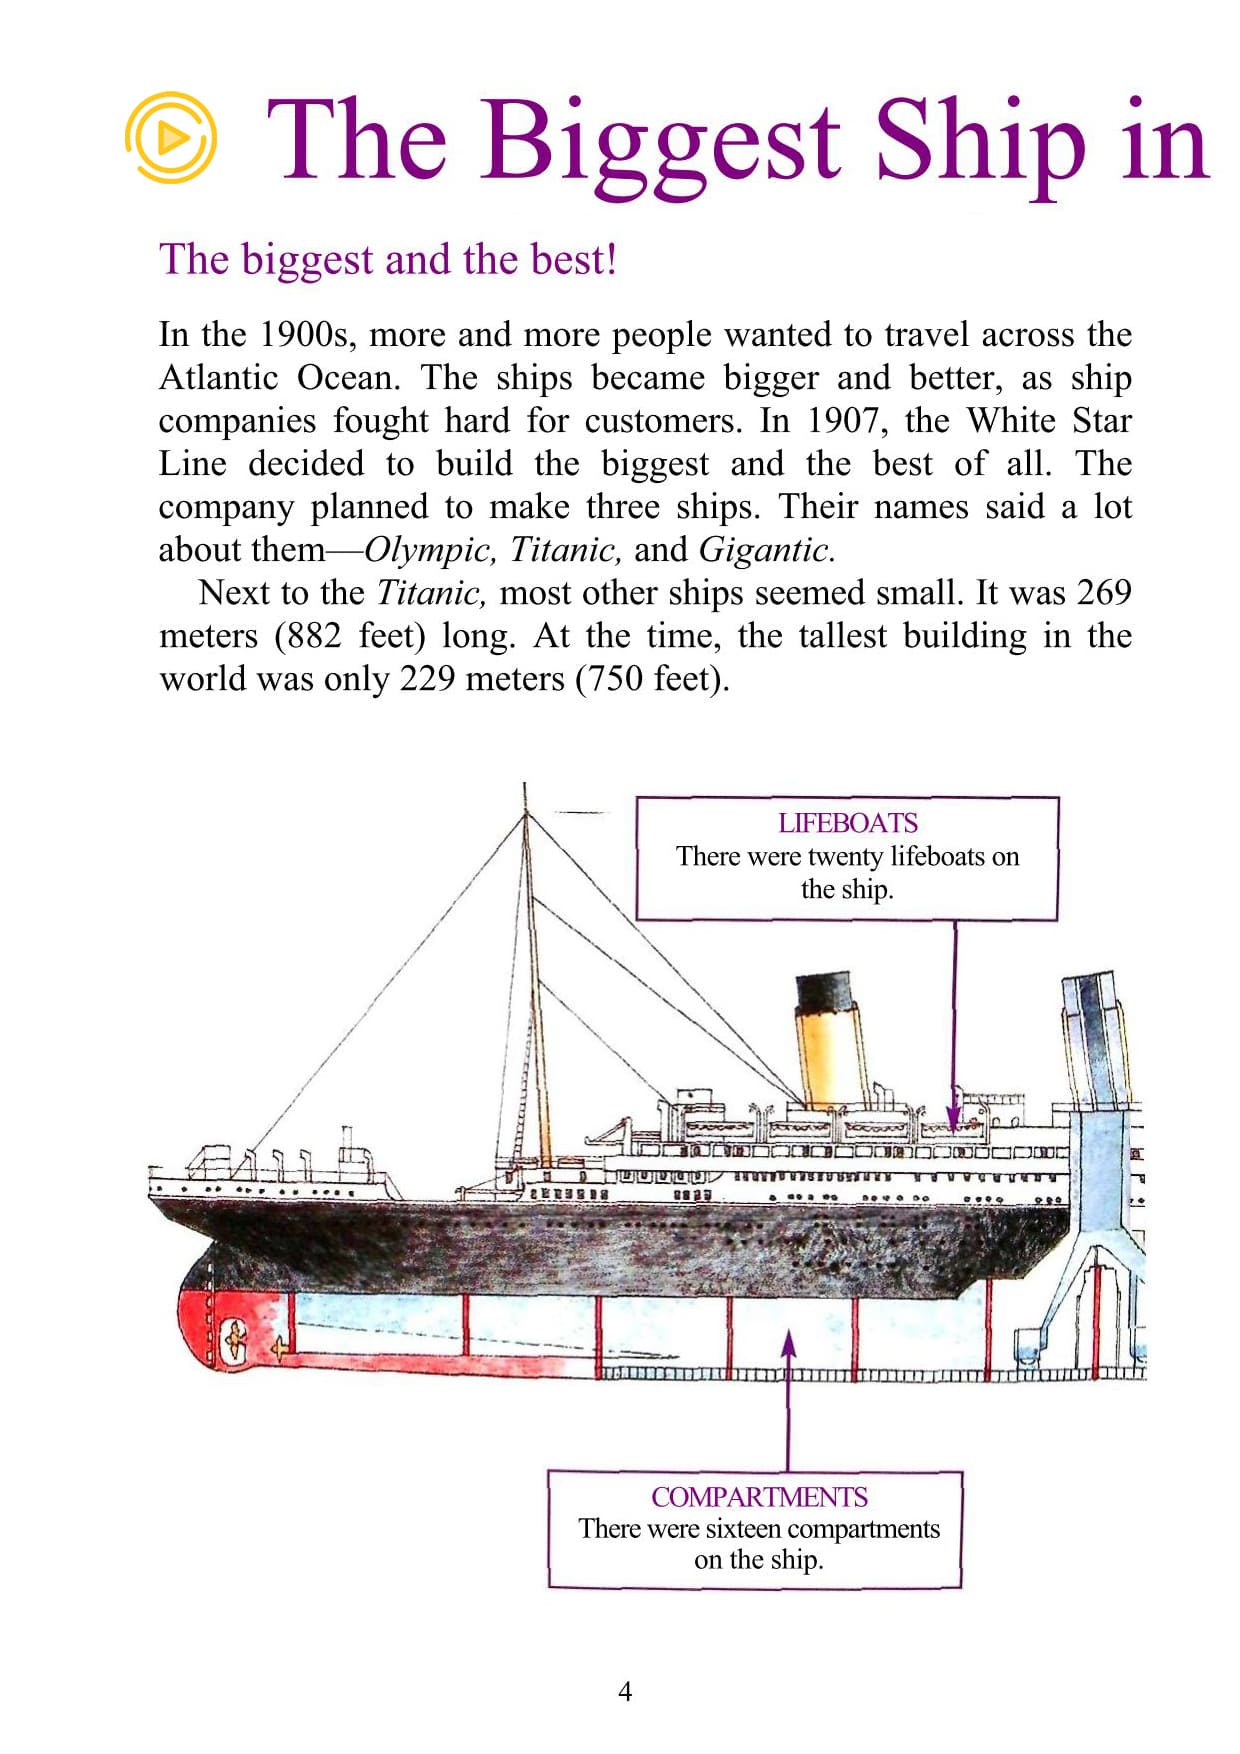 The Biggest Ship in
The biggest and the best!
In the 1900s, more and more people wanted to travel across the
Atlantic Ocean. The ships became bigger and better, as ship
companies fought hard for customers. In 1907, the White Star
Line decided to build the biggest and the best of all. The
company planned to make three ships. Their names said a lot
about them—Olympic, Titanic, and Gigantic.
Next to the Titanic, most other ships seemed small. It was 269
meters (882 feet) long. At the time, the tallest building in the
world was only 229 meters (750 feet).
LIFEBOATS
There were twenty lifeboats on
the ship.
COMPARTMENTS
There were sixteen compartments
on the ship.
4